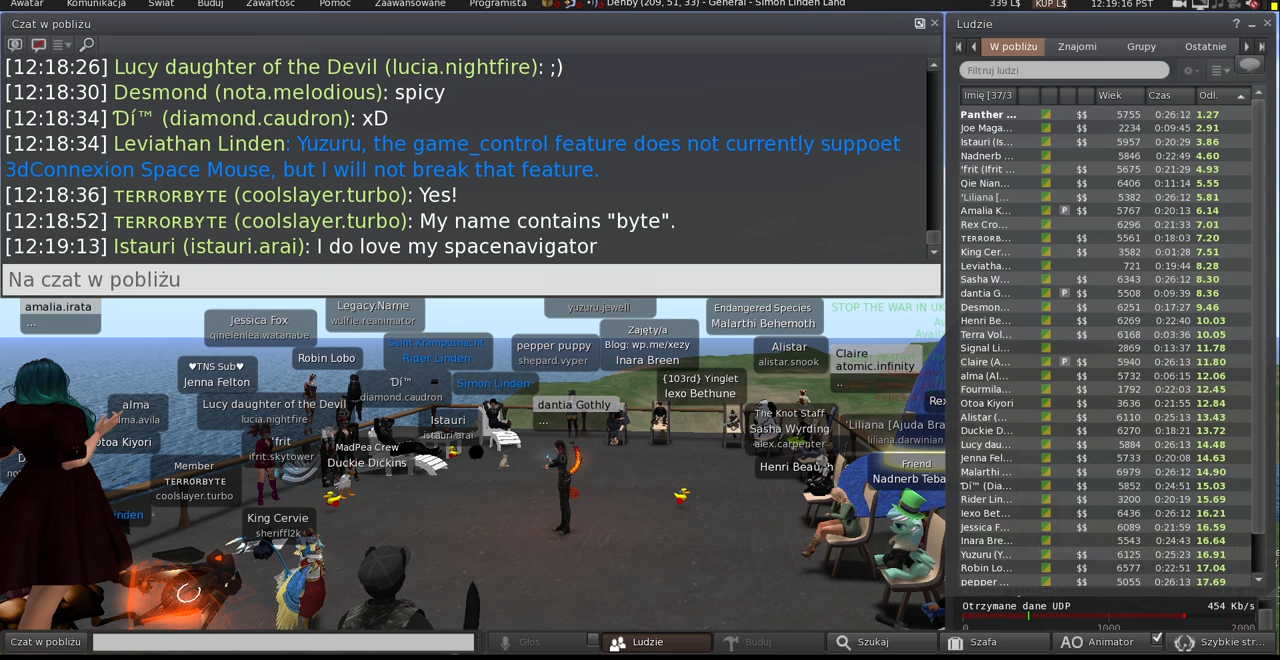 Awatar Komunikacja Świat Buduj Zawartość Pomoc Zaawansowane Programista Denby (209, 51, 33) - General - Simon Linden Land 339 L$ KUP L$ 12:19:16 PST
Czat w pobliżu
[12:18:26] Lucy daughter of the Devil (lucia.nightfire): ;)
[12:18:30] Desmond (nota.melodious): spicy
[12:18:34] Ɗí™ (diamond.caudron): xD
[12:18:34] Leviathan Linden: Yuzuru, the game_control feature does not currently suppoet
3dConnexion Space Mouse, but I will not break that feature.
[12:18:36] ᴛᴇʀʀᴏʀʙʏᴛᴇ (coolslayer.turbo): Yes!
[12:18:52] ᴛᴇʀʀᴏʀʙʏᴛᴇ (coolslayer.turbo): My name contains "byte".
[12:19:13] Istauri (istauri.arai): I do love my spacenavigator
Na czat w pobliżu
amalia.irata
...
Jessica Fox
qinelenlea.watanabe
Legacy.Name
wulfie.reanimator
yuzuru.jewell
Endangered Species
Malarthi Behemoth
STOP THE WAR IN UK
Saint Krampusnacht
Rider Linden
Zajęty/a
Blog: wp.me/xezy
Inara Breen
pepper puppy
shepard.vyper
Alistar
alistar.snook
Claire
atomic.infinity
..
Robin Lobo
♥TNS Sub♥
Jenna Felton
Ɗí™
diamond.caudron
Simon Linden
{103rd} Yinglet
Iexo Bethune
dantia Gothly
...
alma
lma.avila
Lucy daughter of the Devil
lucia.nightfire
Istauri
istauri.arai
The Knot Staff
Sasha Wyrding
alex.carpenter
Rex
'Liliana [Ajuda Bra
liliana.darwinian
Otoa Kiyori
'frit
ifrit.skytower
MadPea Crew
Duckie Dickins
Member
ᴛᴇʀʀᴏʀʙʏᴛᴇ
coolslayer.turbo
Henri Beauch
Friend
Nadnerb Teba
inden
King Cervie
sheriffl2k
Ludzie
W pobliżu Znajomi Grupy Ostatnie
Filtruj ludzi
Imię [37/3 Wiek Czas Odl.
Panther ... $$ 5755 0:26:12 1.27
Joe Maga... $$ 2234 0:09:45 2.91
Istauri (Is... $$ 5957 0:20:29 3.86
Nadnerb ... 5846 0:22:49 4.60
'frit (Ifrit ... $$ 5675 0:21:29 4.93
Qie Nian... $$ 6406 0:11:14 5.55
'Liliana [... $$ 5382 0:26:12 5.81
Amalia K... P $$ 5767 0:20:13 6.14
Rex Cro... 6296 0:21:33 7.01
ᴛᴇʀʀᴏʀʙ... $$ 5561 0:18:03 7.20
King Cer... $$ 3582 0:01:28 7.51
Leviatha... 721 0:19:44 8.28
Sasha W... $$ 6343 0:26:12 8.30
dantia G... P $$ 5508 0:09:39 8.36
Desmon... $$ 6251 0:17:27 9.46
Henri Be... $$ 6269 0:22:40 10.03
Terra Vol... $$ 6168 0:03:36 10.05
Signal Li... 2869 0:13:37 11.78
Claire (A... P $$ 5940 0:26:13 11.80
alma (Al... $$ 5732 0:06:15 12.06
Fourmila... $$ 1792 0:22:03 12.45
Otoa Kiyori $$ 3636 0:21:55 12.84
Alistar (... $$ 6110 0:25:13 13.43
Duckie D... $$ 6270 0:18:21 13.72
Lucy dau... $$ 5884 0:26:13 14.48
Jenna Fel... $$ 5733 0:20:08 14.63
Malarthi ... $$ 6979 0:26:12 14.90
Ɗí™ (Dia... $$ 5852 0:24:51 15.03
Rider Lin... $$ 3200 0:20:19 15.69
Iexo Bet... $$ 6436 0:26:12 16.21
Jessica F... $$ 6089 0:21:59 16.59
Inara Bre... 5543 0:24:43 16.64
Yuzuru (Y... $$ 6125 0:25:23 16.91
Robin Lo... $$ 6577 0:22:51 17.04
pepper ... $$ 5055 0:26:13 17.69
Otrzymane dane UDP 454 Kb/s
0 1000 2000
Czat w pobliżu Głos Ludzie Buduj Szukaj Szafa AO Animator Szybkie str...